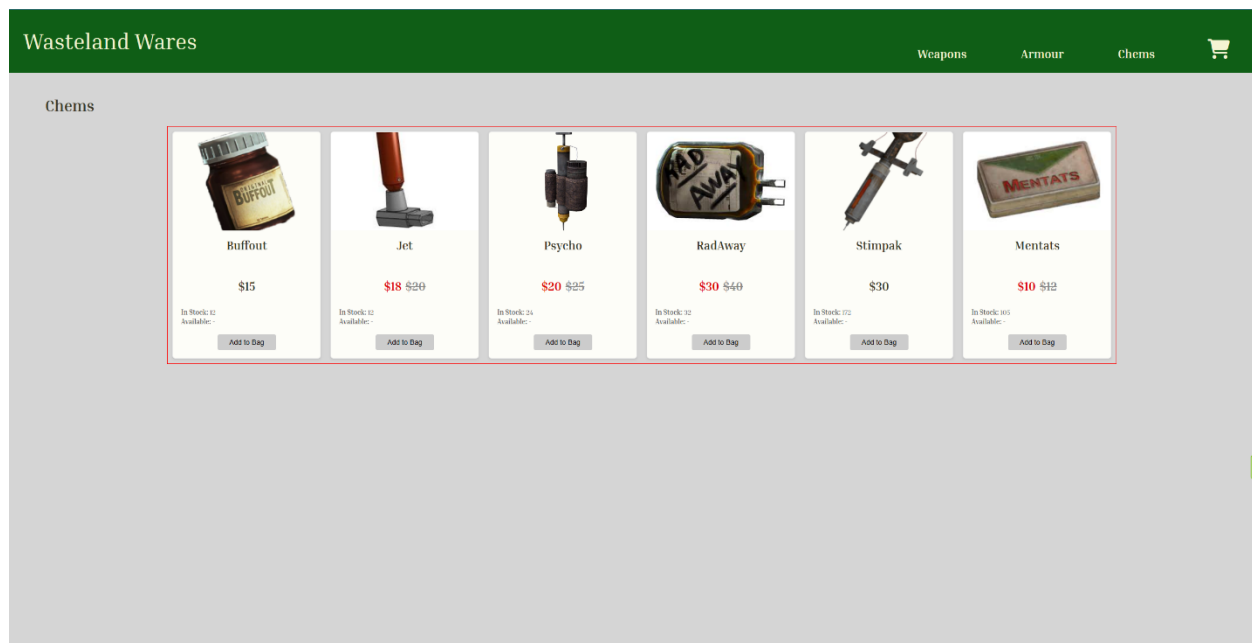 Wasteland Wares
Weapons Armour Chems
Chems
ORIGINAL
BUFFOUT
RAD
AWAY
MENTATS
Buffout Jet Psycho RadAway Stimpak Mentats
$15 $18 $20 $20 $25 $30 $40 $30 $10 $12
In Stock: 12 In Stock: 12 In Stock: 24 In Stock: 32 In Stock: 172 In Stock: 105
Available: - Available: - Available: - Available: - Available: - Available: -
Add to Bag Add to Bag Add to Bag Add to Bag Add to Bag Add to Bag